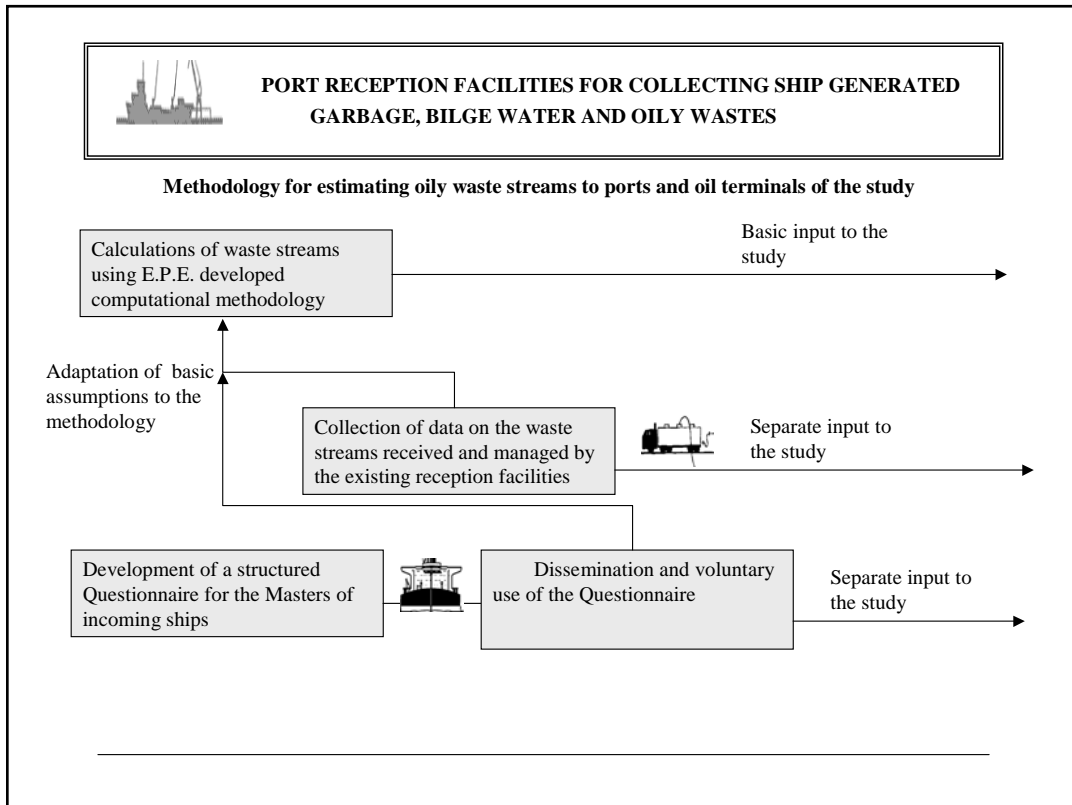 PORT RECEPTION FACILITIES FOR COLLECTING SHIP GENERATED
GARBAGE, BILGE WATER AND OILY WASTES
Methodology for estimating oily waste streams to ports and oil terminals of the study
Calculations of waste streams
using E.P.E. developed
computational methodology
Basic input to the
study
Adaptation of basic
assumptions to the
methodology
Collection of data on the waste
streams received and managed by
the existing reception facilities
Separate input to
the study
Development of a structured
Questionnaire for the Masters of
incoming ships
Dissemination and voluntary
use of the Questionnaire
Separate input to
the study